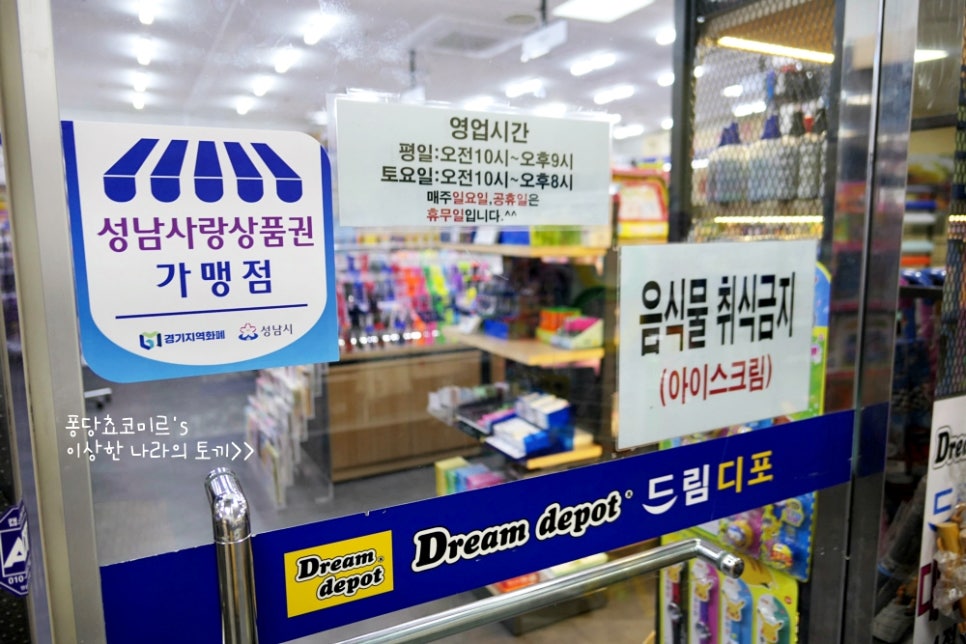 영업시간
평일:오전10시~오후9시
토요일:오전10시~오후8시
매주일요일,공휴일은
휴무일입니다.^^
성남사랑상품권
가맹점
경기지역화폐 성남시
음식물 취식금지
(아이스크림)
퐁당쵸코미르's
이상한 나라의 토끼>>
Dream depot
Dream depot 드림디포